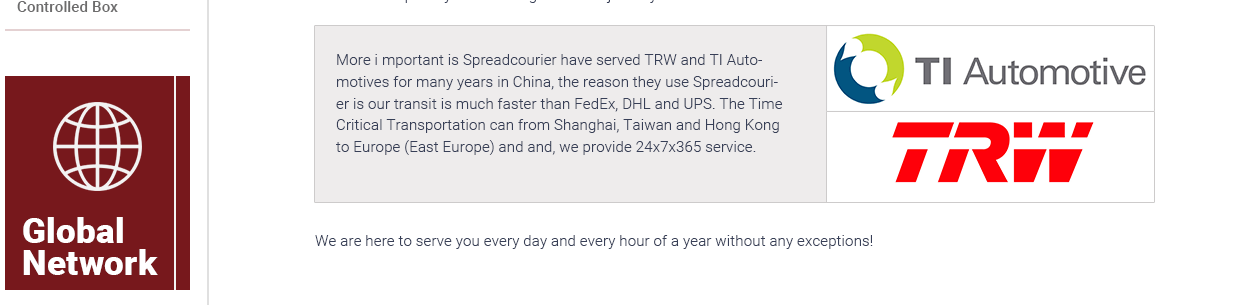 Controlled Box
More i mportant is Spreadcourier have served TRW and TI Auto-
motives for many years in China, the reason they use Spreadcouri-
er is our transit is much faster than FedEx, DHL and UPS. The Time
Critical Transportation can from Shanghai, Taiwan and Hong Kong
to Europe (East Europe) and and, we provide 24x7x365 service.
TI Automotive
TRW
We are here to serve you every day and every hour of a year without any exceptions!
Global
Network